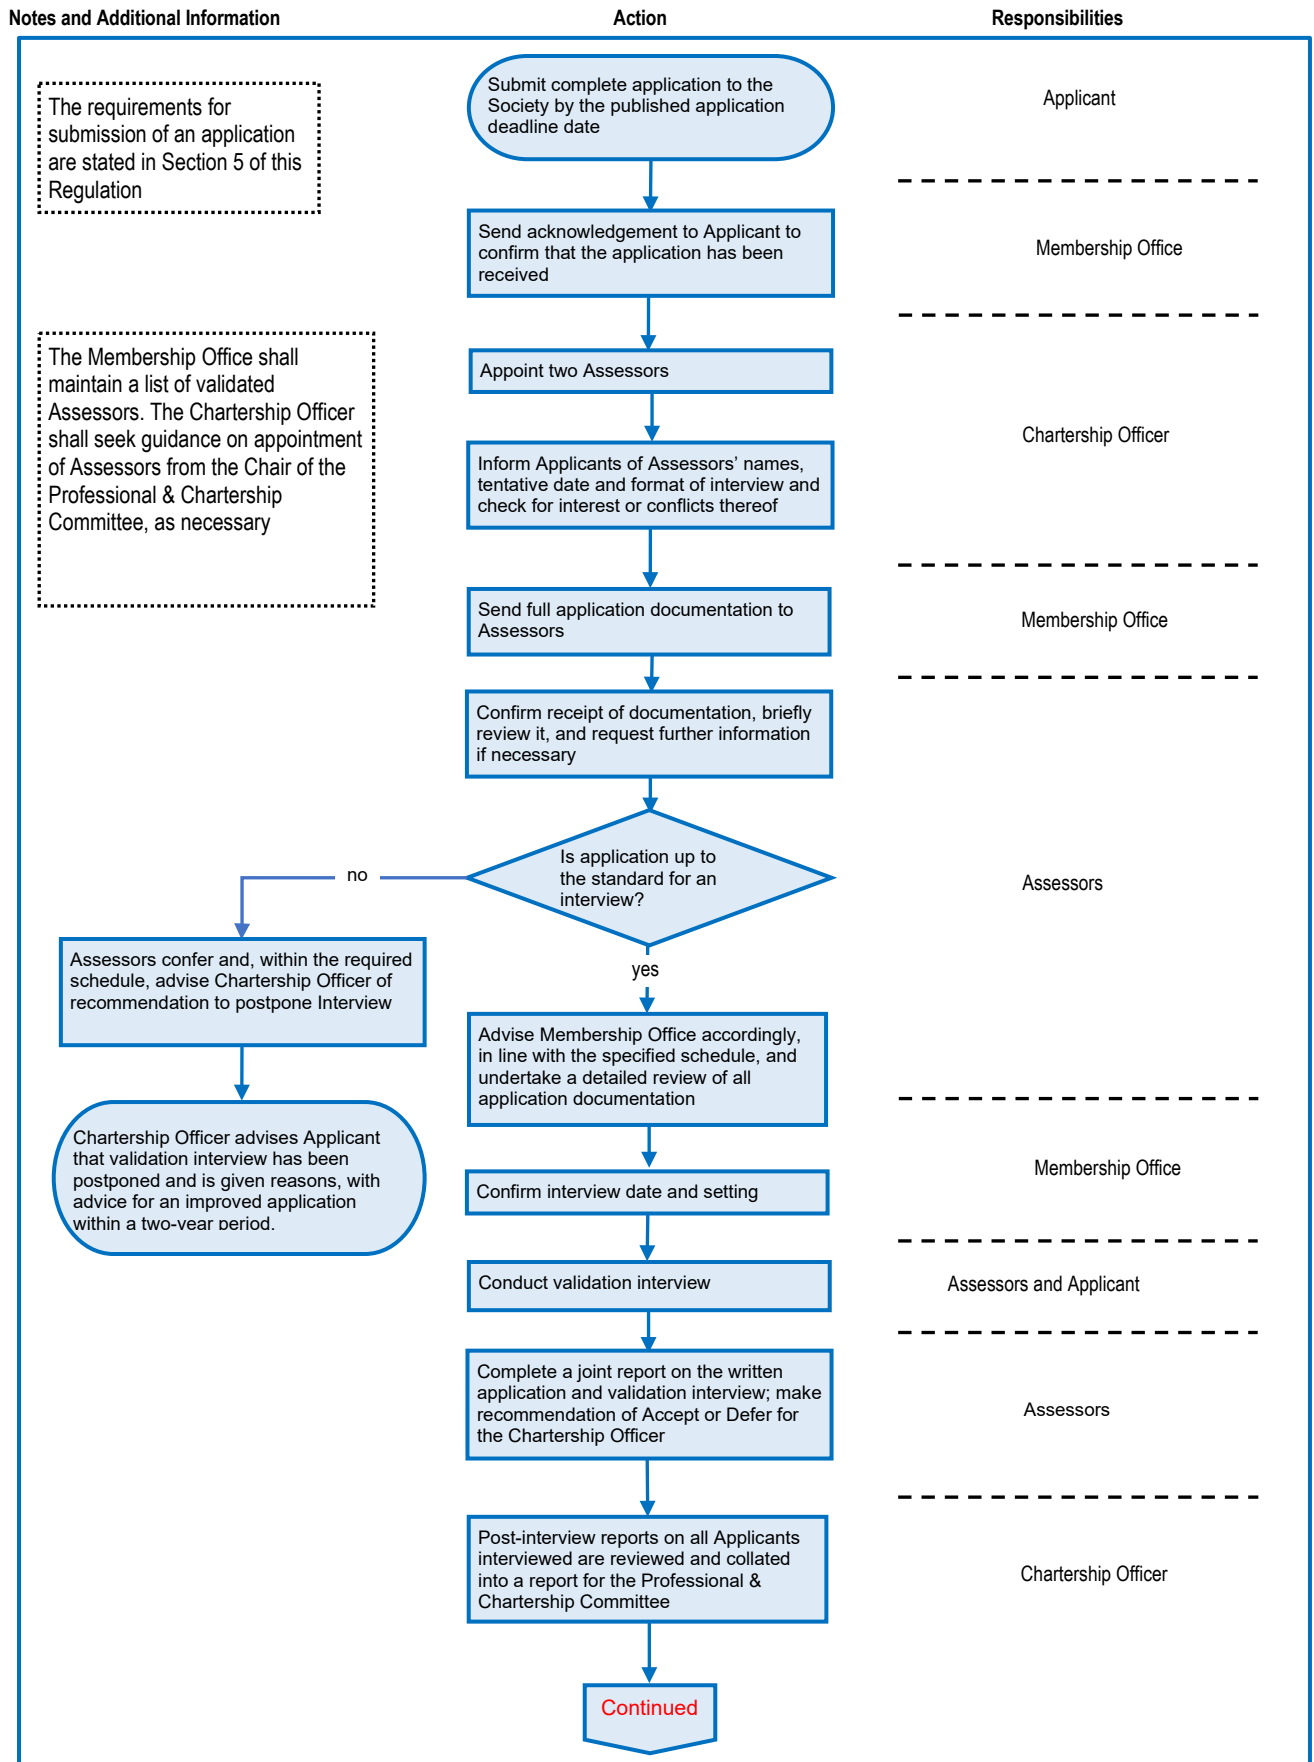 Notes and Additional Information
Action
Responsibilities
The requirements for
submission of an application
are stated in Section 5 of this
Regulation
Submit complete application to the
Society by the published application
deadline date
Applicant
Send acknowledgement to Applicant to
confirm that the application has been
received
Membership Office
The Membership Office shall
maintain a list of validated
Assessors. The Chartership Officer
shall seek guidance on appointment
of Assessors from the Chair of the
Professional & Chartership
Committee, as necessary
Appoint two Assessors
Chartership Officer
Inform Applicants of Assessors’ names,
tentative date and format of interview and
check for interest or conflicts thereof
Send full application documentation to
Assessors
Membership Office
Confirm receipt of documentation, briefly
review it, and request further information
if necessary
Is application up to
the standard for an
interview?
Assessors
no
yes
Assessors confer and, within the required
schedule, advise Chartership Officer of
recommendation to postpone Interview
Advise Membership Office accordingly,
in line with the specified schedule, and
undertake a detailed review of all
application documentation
Chartership Officer advises Applicant
that validation interview has been
postponed and is given reasons, with
advice for an improved application
within a two-year period.
Confirm interview date and setting
Membership Office
Conduct validation interview
Assessors and Applicant
Complete a joint report on the written
application and validation interview; make
recommendation of Accept or Defer for
the Chartership Officer
Assessors
Post-interview reports on all Applicants
interviewed are reviewed and collated
into a report for the Professional &
Chartership Committee
Chartership Officer
Continued